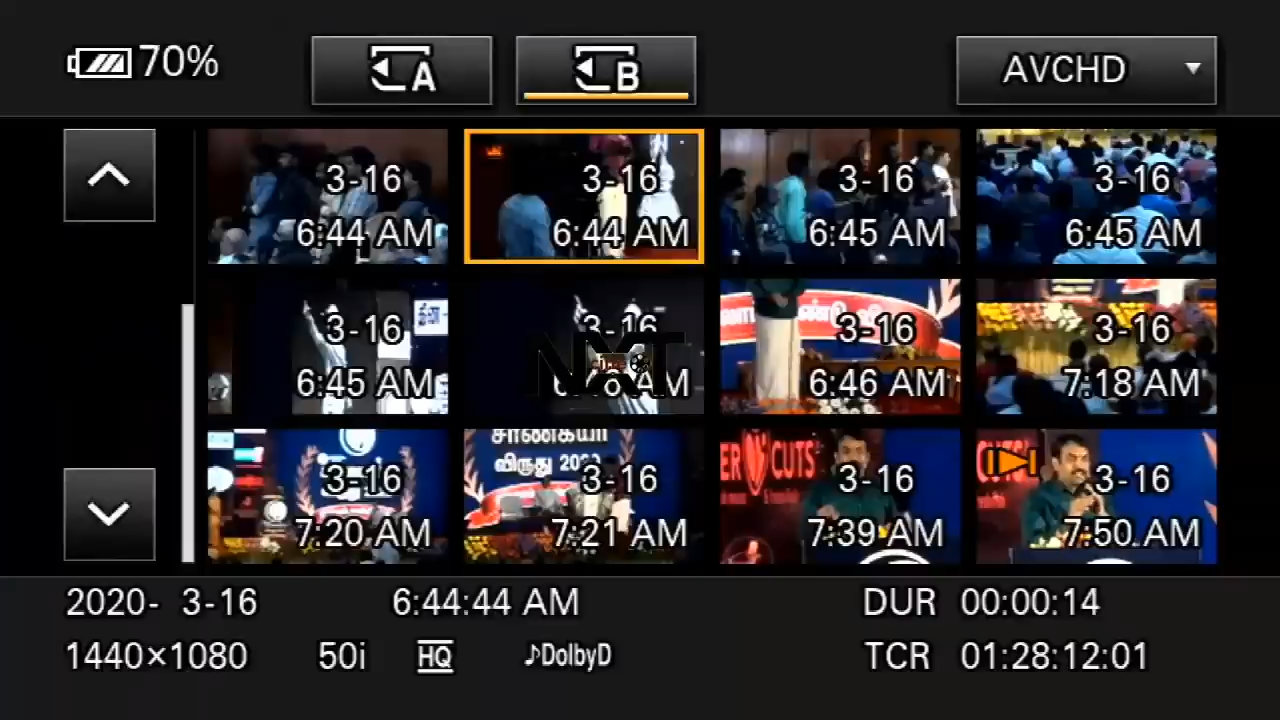 70%
A
B
AVCHD
3-16
6:44 AM
3-16
6:44 AM
3-16
6:45 AM
3-16
6:45 AM
3-16
6:45 AM
3-16
NXT
3-16
6:46 AM
3-16
7:18 AM
3-16
7:20 AM
சாணக்யா
விருது
3-16
7:21 AM
CUTS
3-16
7:39 AM
CUTS
3-16
7:50 AM
2020- 3-16 6:44:44 AM DUR 00:00:14
1440×1080 50i HQ ♪DolbyD TCR 01:28:12:01